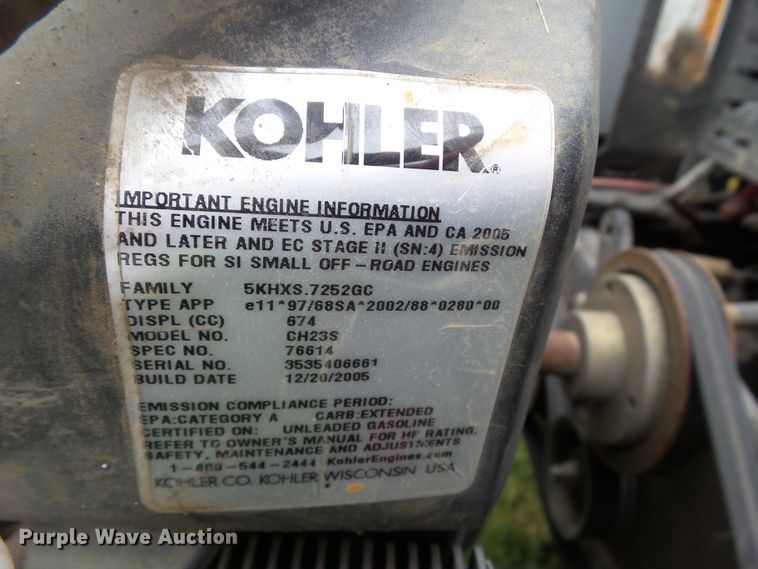 KOHLER®
IMPORTANT ENGINE INFORMATION
THIS ENGINE MEETS U.S. EPA AND CA 2005
AND LATER AND EC STAGE II (SN:4) EMISSION
REGS FOR SI SMALL OFF-ROAD ENGINES
FAMILY 5KHXS.7252GC
TYPE APP e11*97/68SA*2002/88*0280*00
DISPL (CC) 674
MODEL NO. CH23S
SPEC NO. 76614
SERIAL NO. 3535406661
BUILD DATE 12/20/2005
EMISSION COMPLIANCE PERIOD:
EPA:CATEGORY A CARB:EXTENDED
CERTIFIED ON: UNLEADED GASOLINE
REFER TO OWNER'S MANUAL FOR HP RATING,
SAFETY, MAINTENANCE AND ADJUSTMENTS
1-800-544-2444 KohlerEngines.com
KOHLER CO. KOHLER WISCONSIN USA
Purple Wave Auction